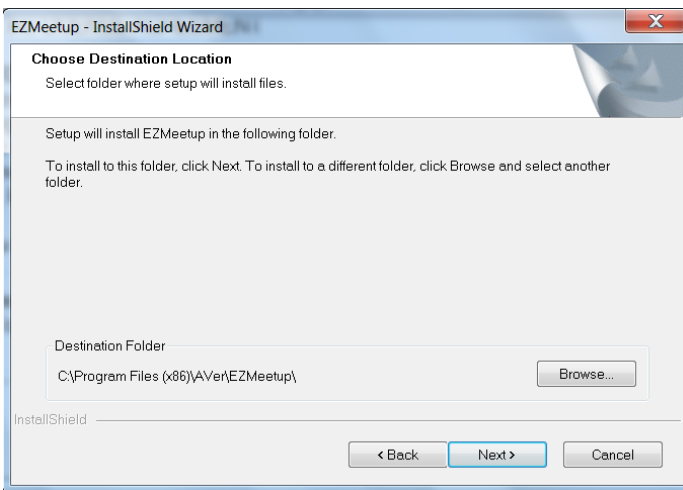 EZMeetup - InstallShield Wizard
Choose Destination Location
Select folder where setup will install files.
Setup will install EZMeetup in the following folder.
To install to this folder, click Next. To install to a different folder, click Browse and select another
folder.
Destination Folder
C:\Program Files (x86)\AVer\EZMeetup\
Browse...
InstallShield
< Back
Next >
Cancel